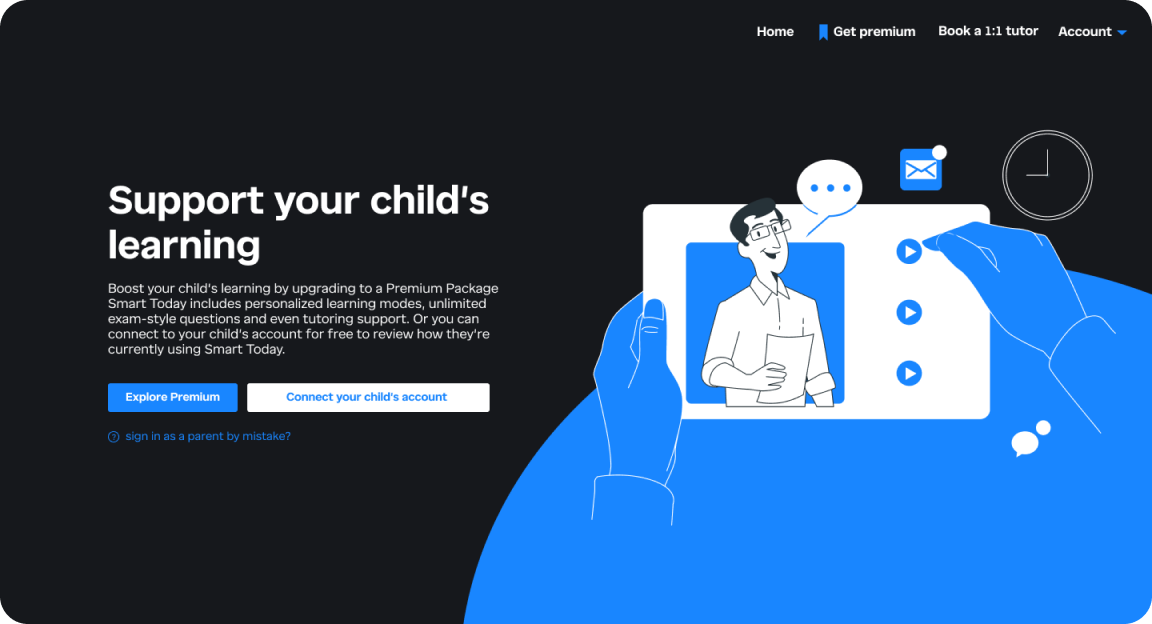 Home
Get premium
Book a 1:1 tutor
Account
Support your child's
learning
Boost your child's learning by upgrading to a Premium Package
Smart Today includes personalized learning modes, unlimited
exam-style questions and even tutoring support. Or you can
connect to your child's account for free to review how they're
currently using Smart Today.
Explore Premium
Connect your child's account
? sign in as a parent by mistake?